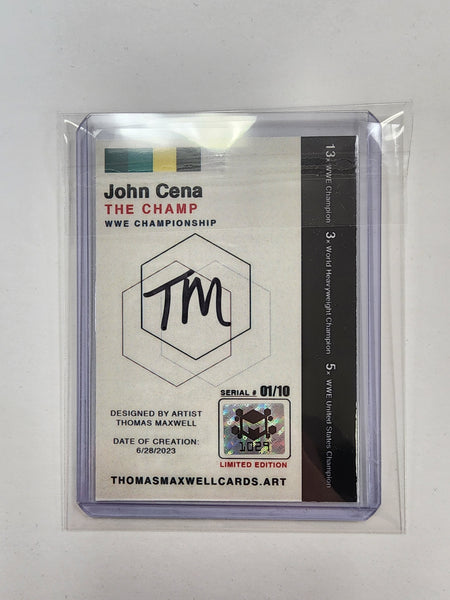 John Cena
THE CHAMP
WWE CHAMPIONSHIP
TM
SERIAL # 01/10
DESIGNED BY ARTIST
THOMAS MAXWELL
DATE OF CREATION:
6/28/2023
1029
LIMITED EDITION
THOMASMAXWELLCARDS.ART
13x WWE Champion
3x World Heavyweight Champion
5x WWE United States Champion